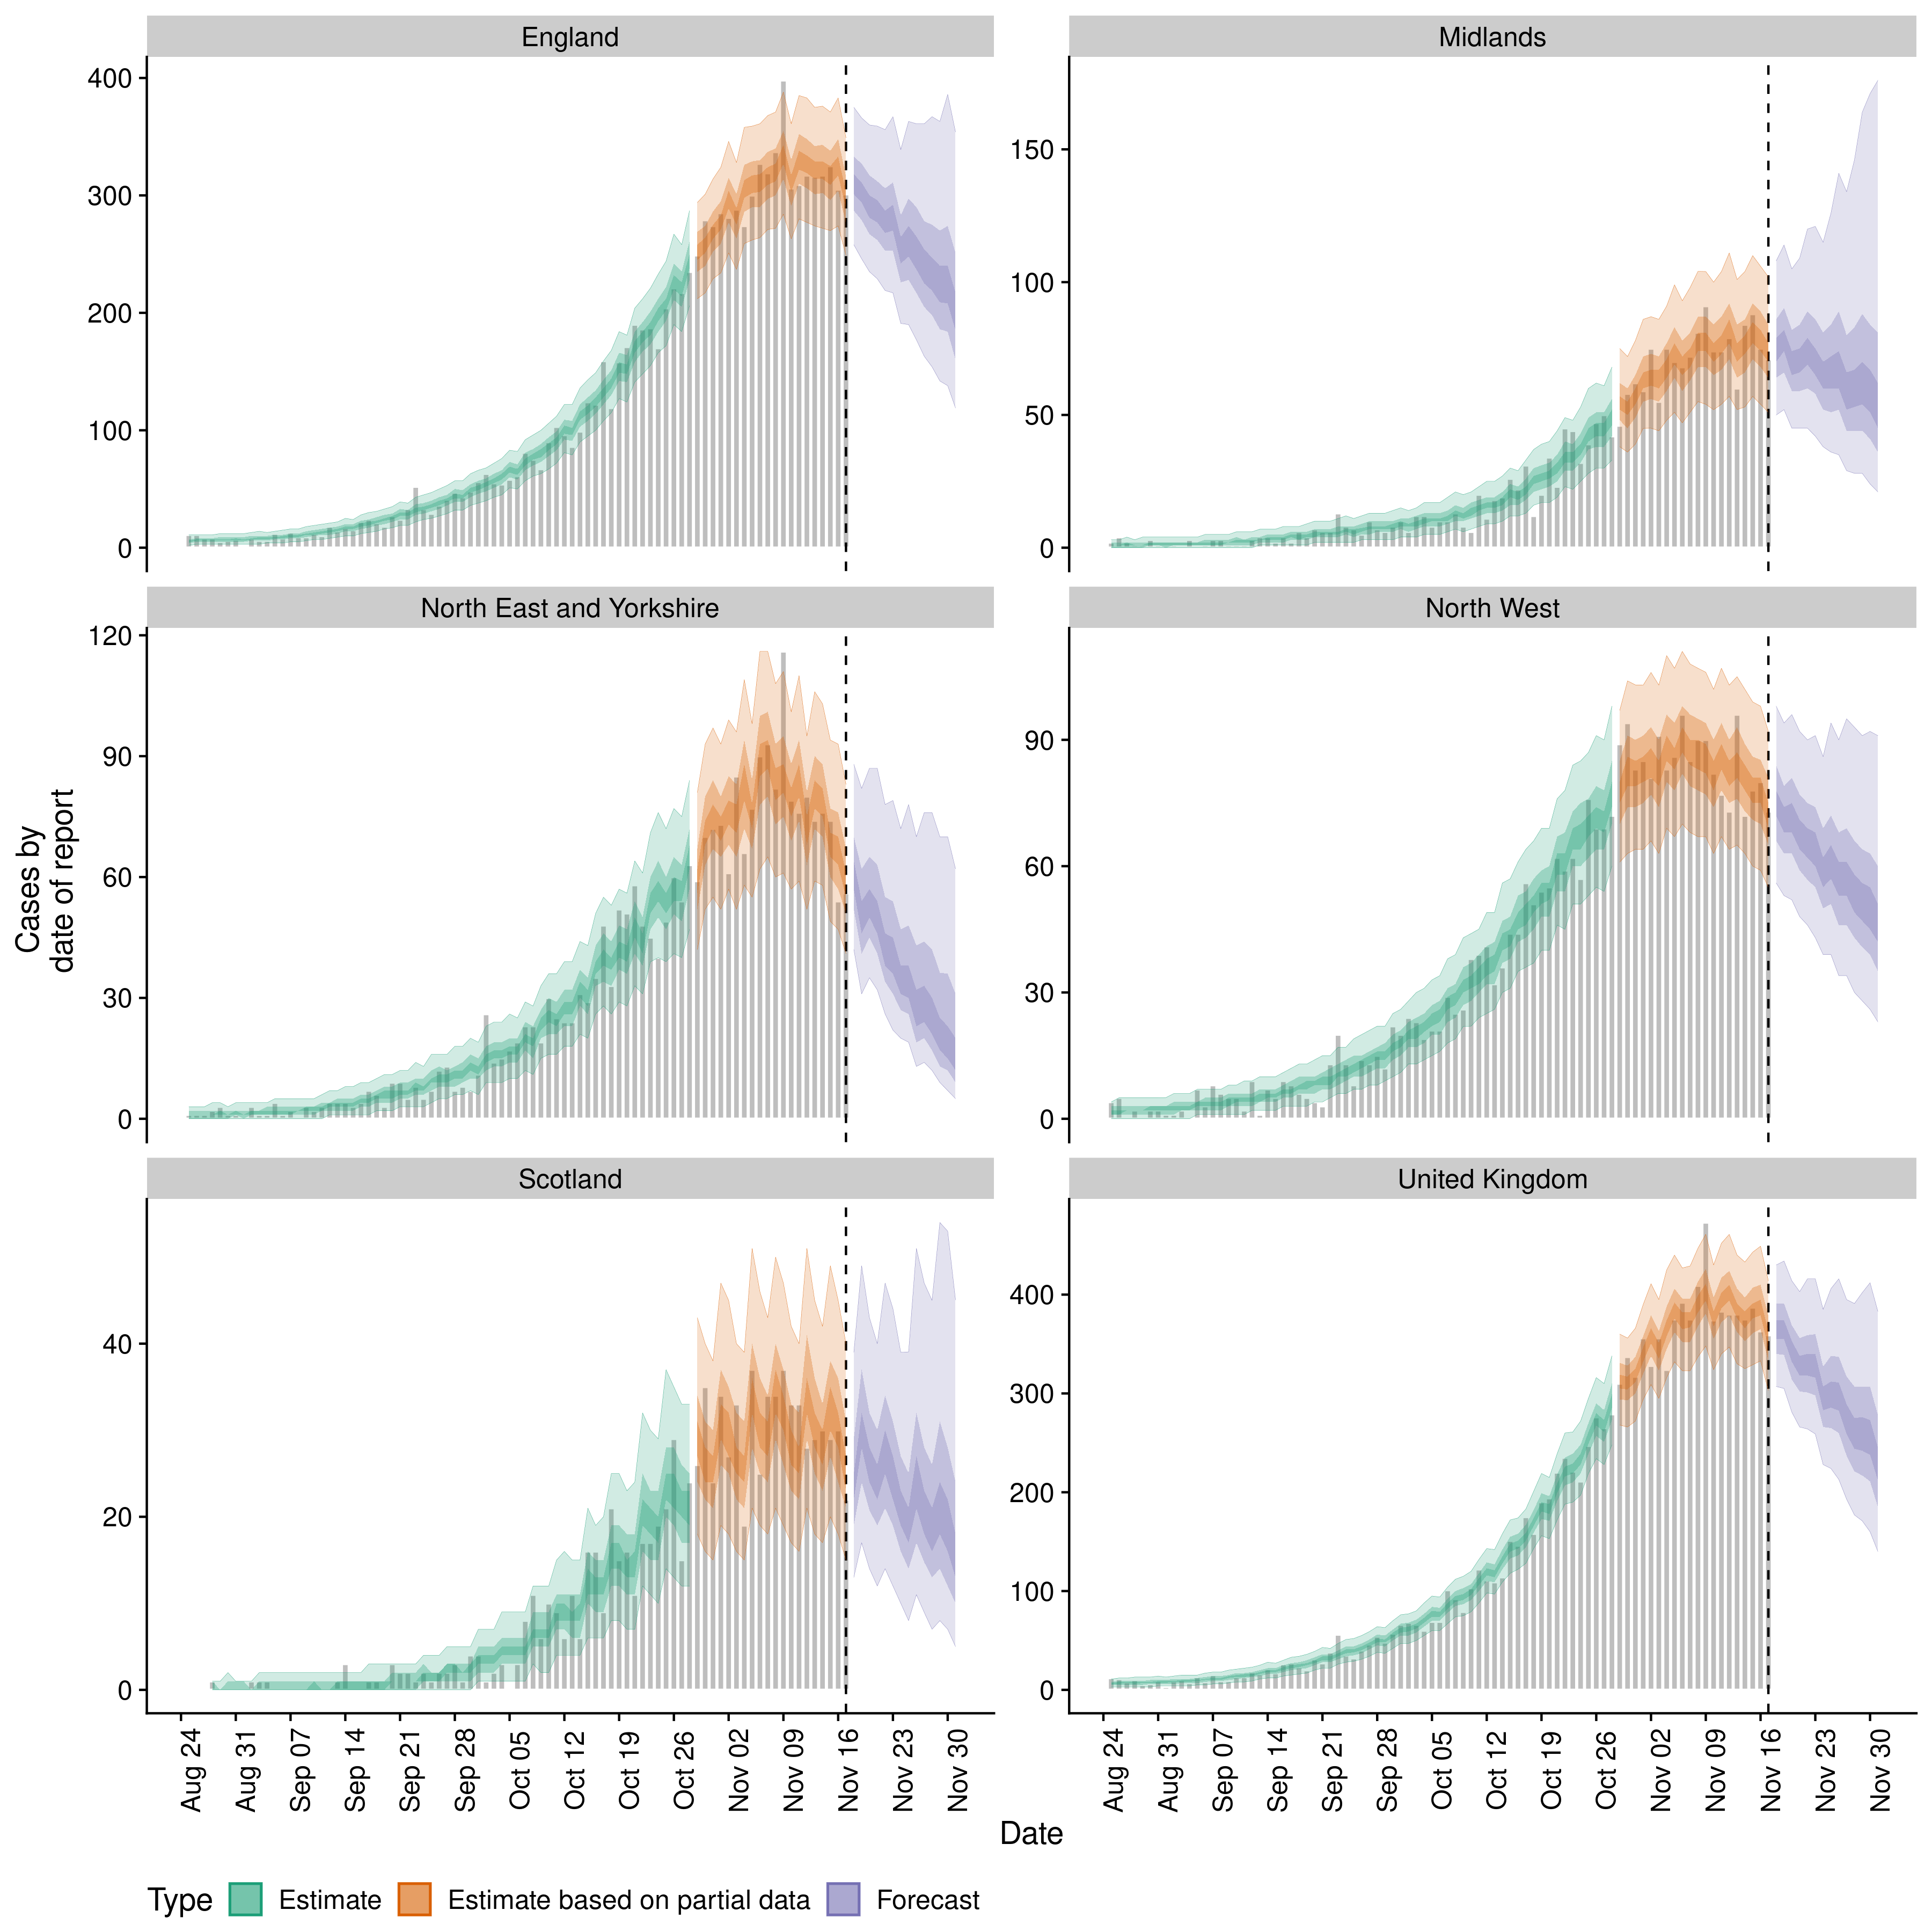 England
Midlands
400
300
200
100
0
150
100
50
0
North East and Yorkshire
North West
120
90
60
30
0
90
60
30
0
Cases by
date of report
Scotland
United Kingdom
40
20
0
400
300
200
100
0
Aug 24
Aug 31
Sep 07
Sep 14
Sep 21
Sep 28
Oct 05
Oct 12
Oct 19
Oct 26
Nov 02
Nov 09
Nov 16
Nov 23
Nov 30
Aug 24
Aug 31
Sep 07
Sep 14
Sep 21
Sep 28
Oct 05
Oct 12
Oct 19
Oct 26
Nov 02
Nov 09
Nov 16
Nov 23
Nov 30
Date
Type Estimate Estimate based on partial data Forecast